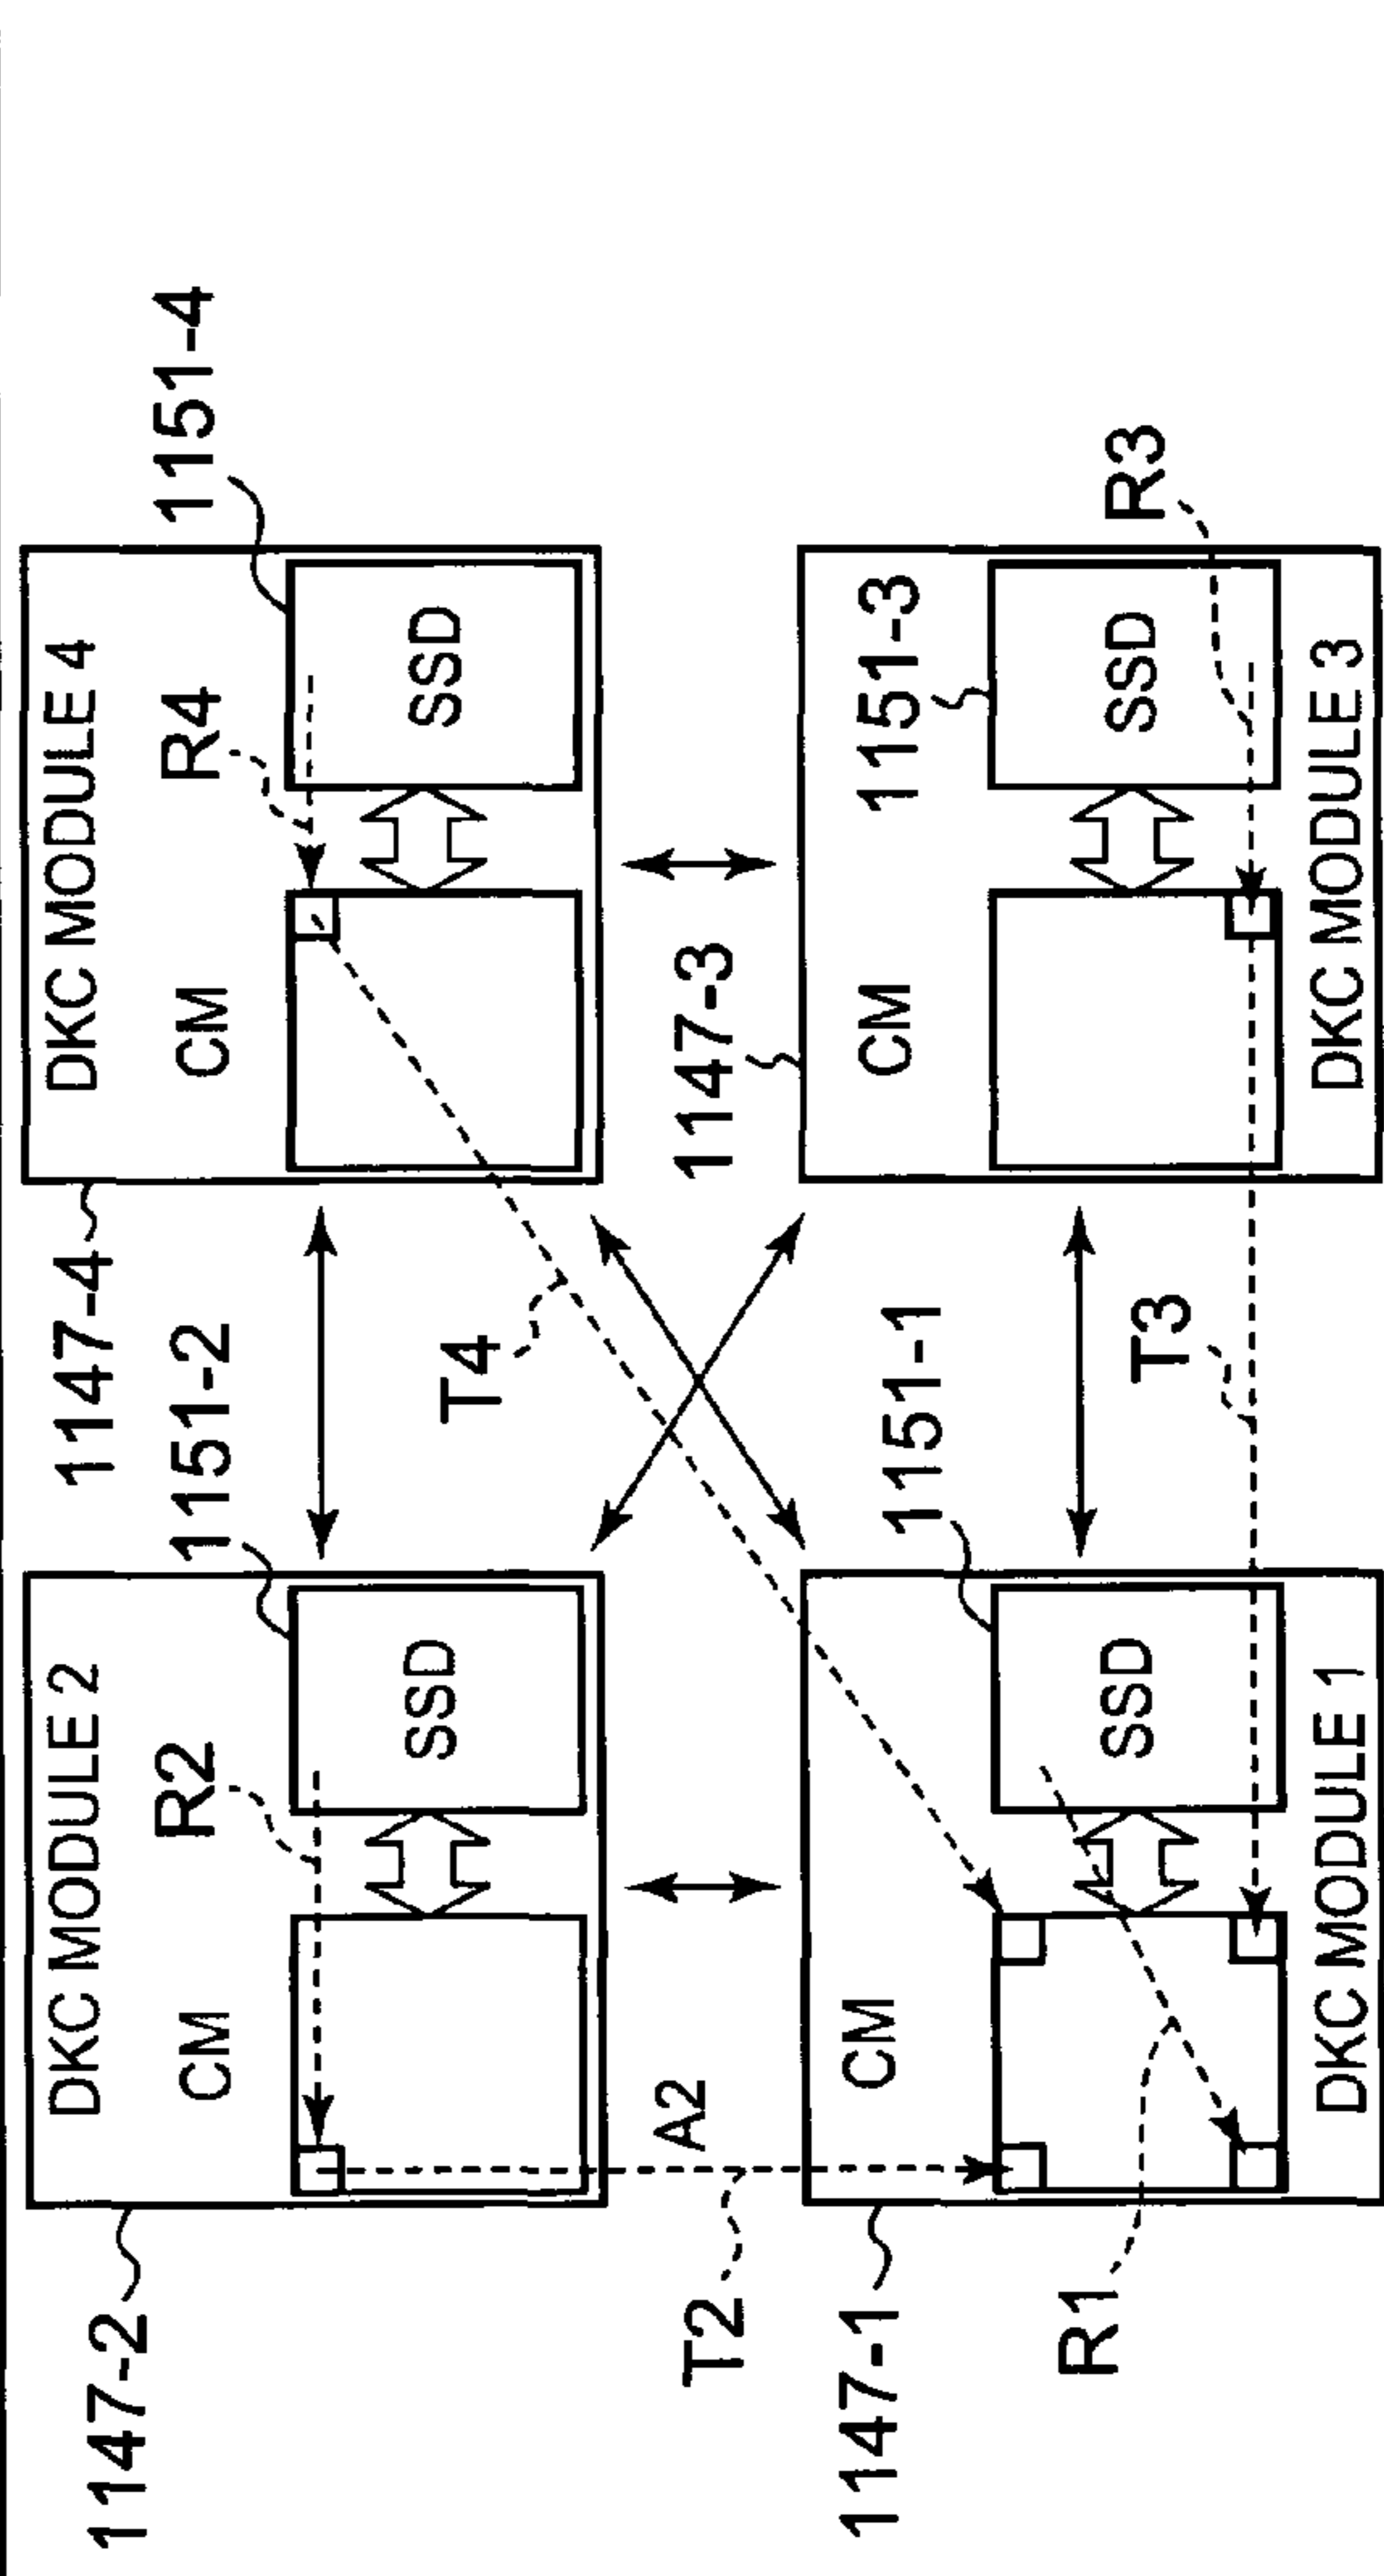 1147-2
DKC MODULE 2
CM
R2
SSD
1151-2
1147-4
DKC MODULE 4
CM
R4
SSD
1151-4
T2
A2
T4
1147-3
1147-1
CM
SSD
1151-1
DKC MODULE 1
R1
T3
CM
1151-3
SSD
DKC MODULE 3
R3